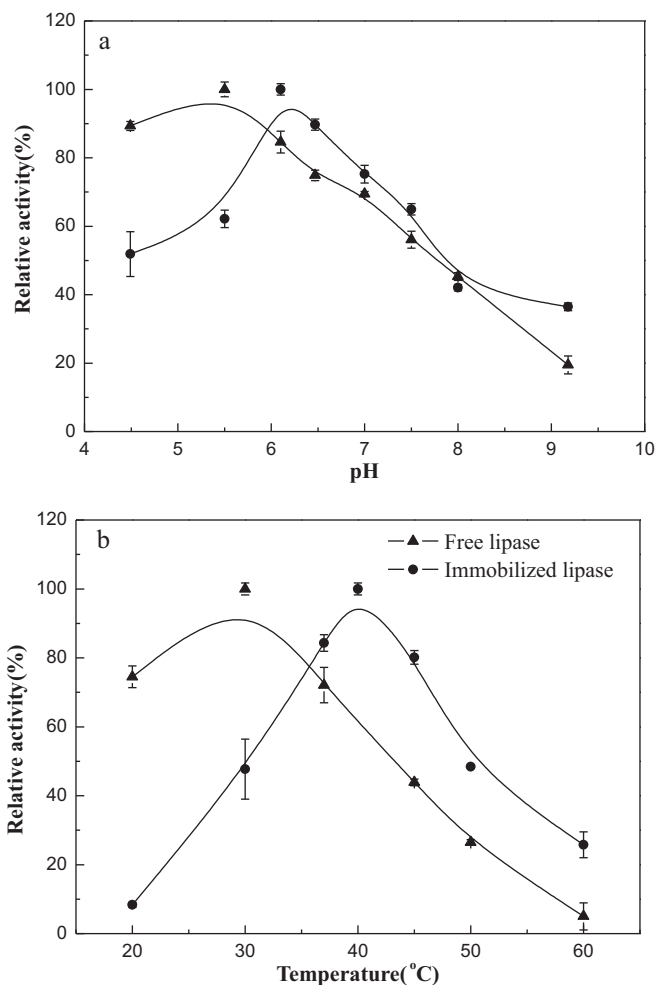 120
a
100
80
60
40
20
0
Relative activity(%)
4 5 6 7 8 9 10
pH
120
b
Free lipase
Immobilized lipase
100
80
60
40
20
0
Relative activity(%)
20 30 40 50 60
Temperature(°C)